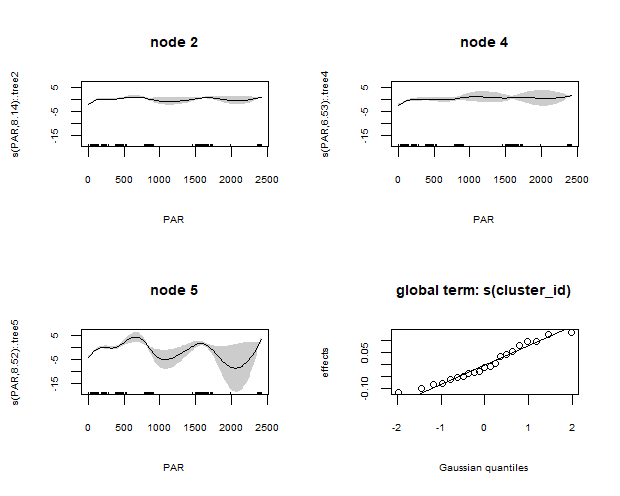 node 2
s(PAR,8.14):.tree2
5
-5
-15
0 500 1000 1500 2000 2500
PAR
node 4
s(PAR,6.53):.tree4
5
-5
-15
0 500 1000 1500 2000 2500
PAR
node 5
s(PAR,8.52):.tree5
5
-5
-15
0 500 1000 1500 2000 2500
PAR
global term: s(cluster_id)
effects
0.05
-0.10
-2 -1 0 1 2
Gaussian quantiles